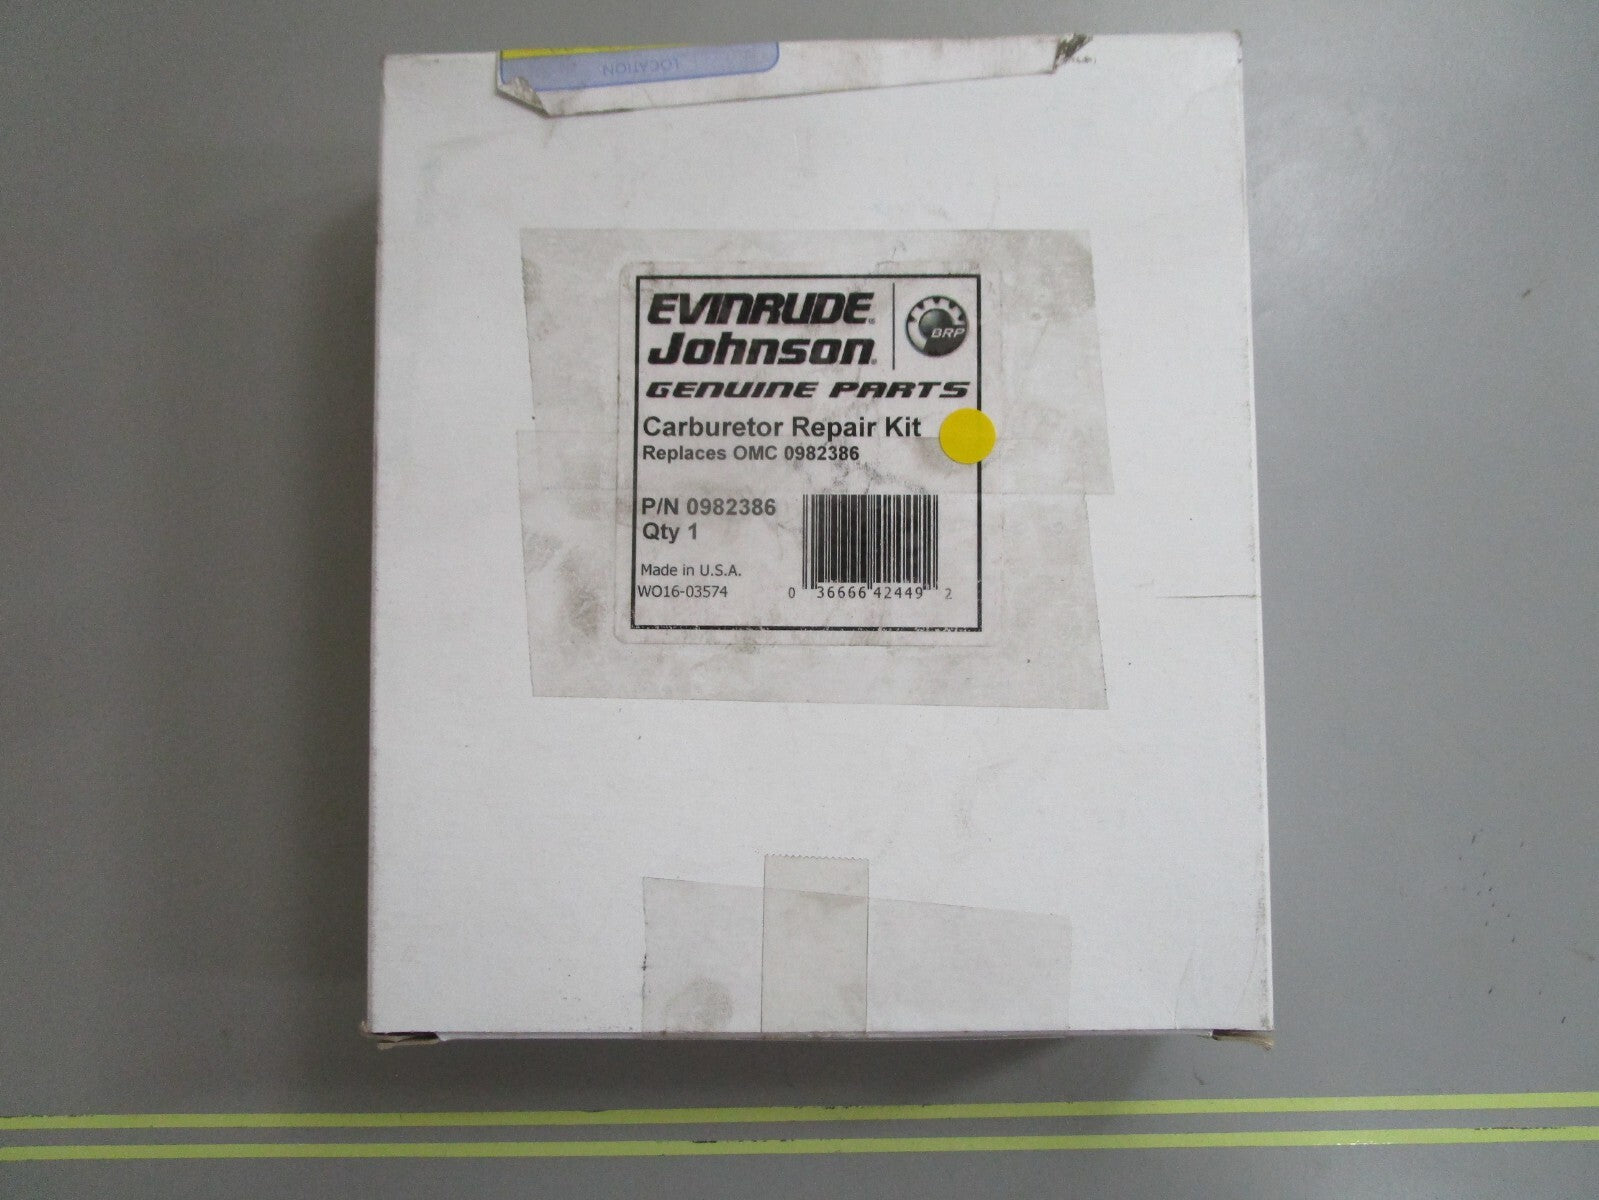 LOCATION
EVINRUDE
Johnson
BRP
GENUINE PARTS
Carburetor Repair Kit
Replaces OMC 0982386
P/N 0982386
Qty 1
Made in U.S.A.
WO16-03574
0 36666 42449 2